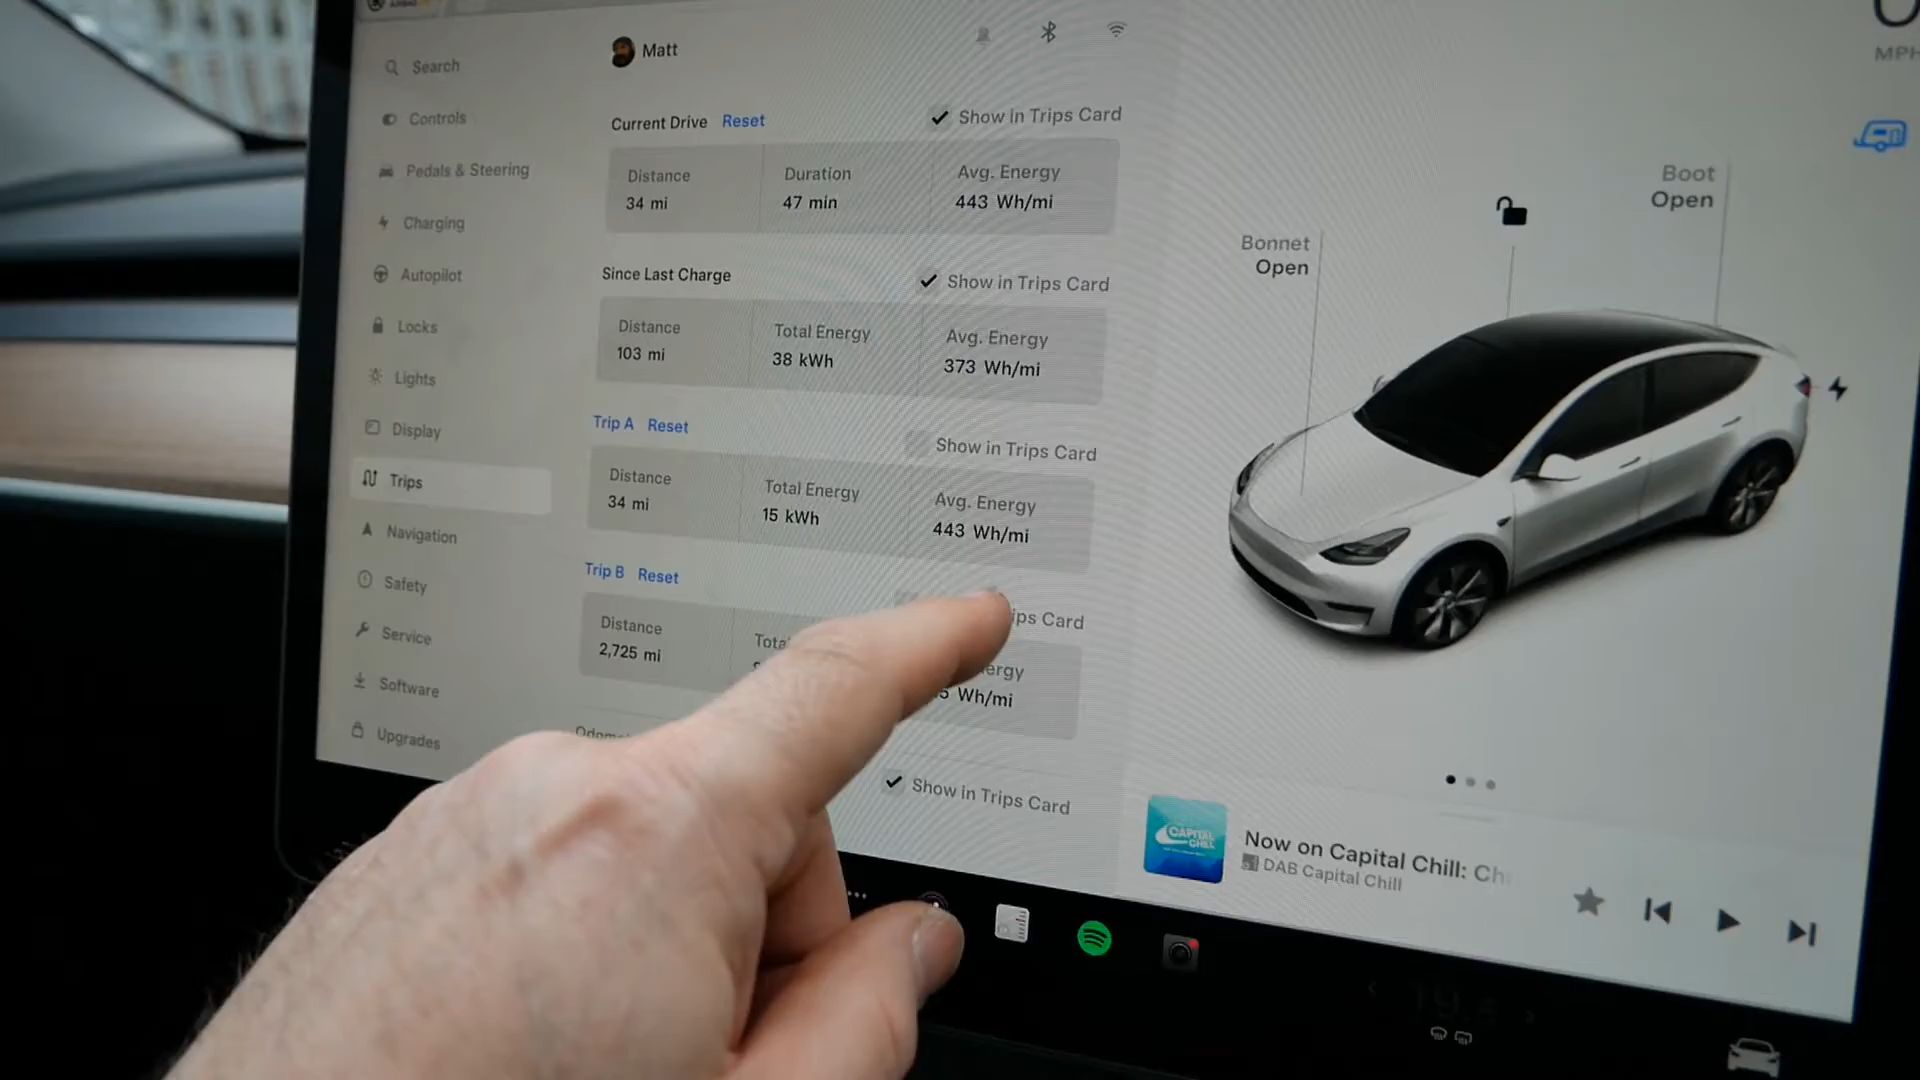 Search
Controls
Pedals & Steering
Charging
Autopilot
Locks
Lights
Display
Trips
Navigation
Safety
Service
Software
Upgrades
Matt
Current Drive Reset
Show in Trips Card
Distance
34 mi
Duration
47 min
Avg. Energy
443 Wh/mi
Since Last Charge
Show in Trips Card
Distance
103 mi
Total Energy
38 kWh
Avg. Energy
373 Wh/mi
Trip A Reset
Show in Trips Card
Distance
34 mi
Total Energy
15 kWh
Avg. Energy
443 Wh/mi
Trip B Reset
Card
Distance
2,725 mi
Wh/mi
Show in Trips Card
MPH
Boot
Open
Bonnet
Open
CAPITAL
CHILL
Now on Capital Chill:
DAB Capital Chill